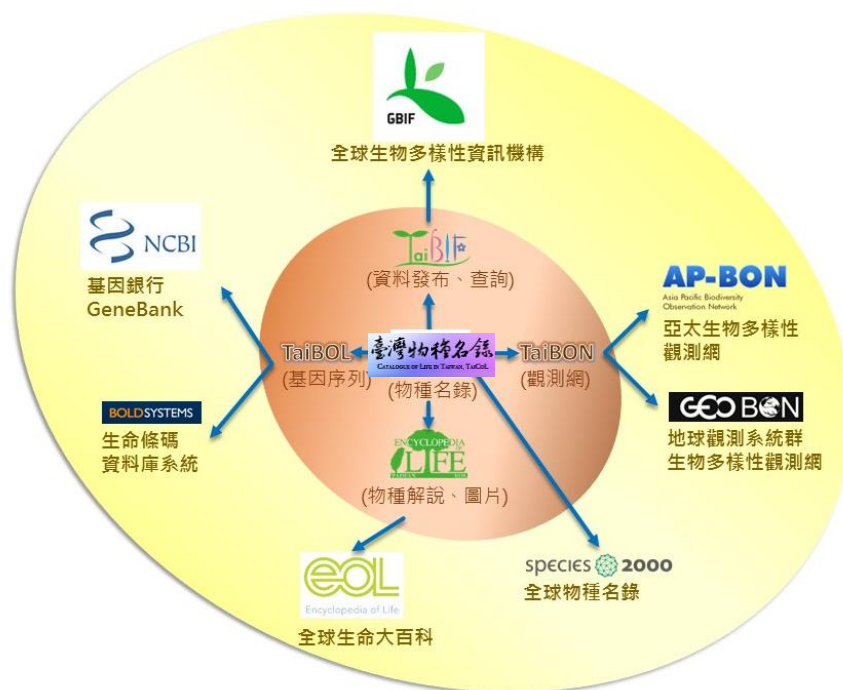 GBIF
全球生物多樣性資訊機構
NCBI
基因銀行
GeneBank
TaiBIF
(資料發布、查詢)
AP-BON
Asia Pacific Biodiversity
Observation Network
亞太生物多樣性
觀測網
TaiBOL
(基因序列)
臺灣物種名錄
CATALOGUE OF LIFE IN TAIWAN, TAICOL
(物種名錄)
TaiBON
(觀測網)
BOLDSYSTEMS
生命條碼
資料庫系統
GEO BON
地球觀測系統群
生物多樣性觀測網
ENCYCLOPEDIA
LIFE
(物種解說、圖片)
eOL
Encyclopedia of Life
全球生命大百科
SPECIES 2000
全球物種名錄